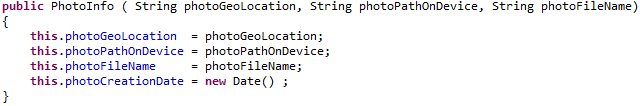 public PhotoInfo ( String photoGeoLocation, String photoPathOnDevice, String photoFileName)
{
    this.photoGeoLocation  = photoGeoLocation;
    this.photoPathOnDevice = photoPathOnDevice;
    this.photoFileName     = photoFileName;
    this.photoCreationDate = new Date() ;
}